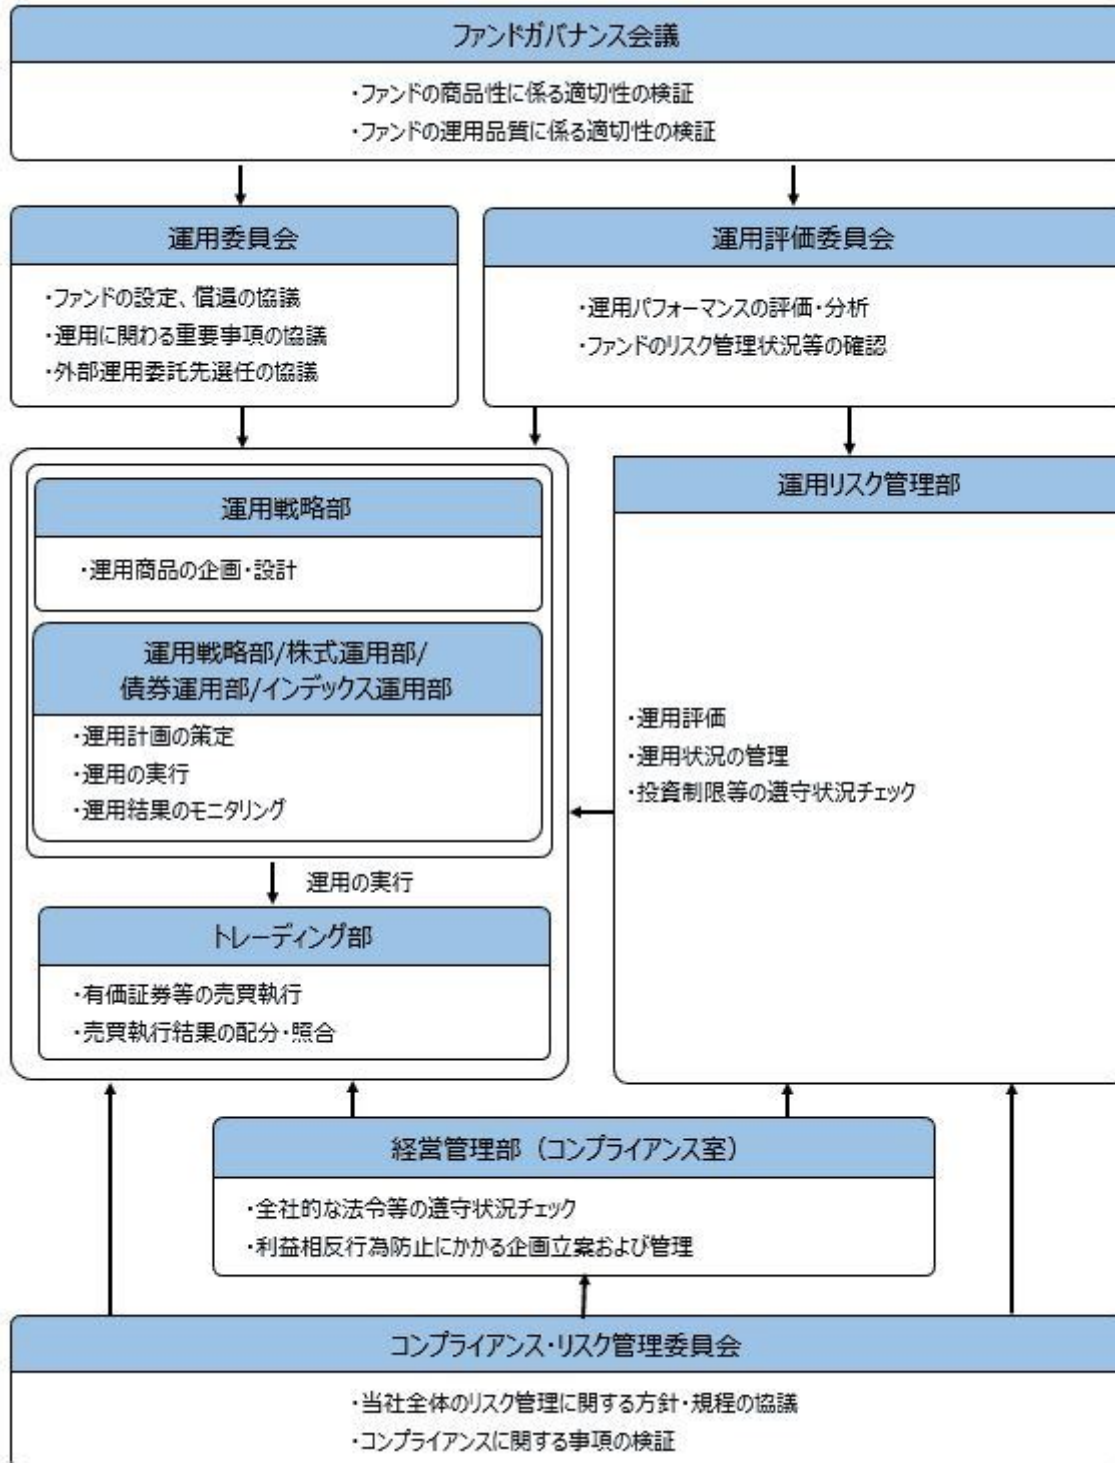 ファンドガバナンス会議
・ファンドの商品性に係る適切性の検証
・ファンドの運用品質に係る適切性の検証
運用委員会
・ファンドの設定、償還の協議
・運用に関わる重要事項の協議
・外部運用委託先選任の協議
運用評価委員会
・運用パフォーマンスの評価・分析
・ファンドのリスク管理状況等の確認
運用戦略部
・運用商品の企画・設計
運用戦略部/株式運用部/
債券運用部/インデックス運用部
・運用計画の策定
・運用の実行
・運用結果のモニタリング
運用の実行
トレーディング部
・有価証券等の売買執行
・売買執行結果の配分・照合
運用リスク管理部
・運用評価
・運用状況の管理
・投資制限等の遵守状況チェック
経営管理部（コンプライアンス室）
・全社的な法令等の遵守状況チェック
・利益相反行為防止にかかる企画立案および管理
コンプライアンス・リスク管理委員会
・当社全体のリスク管理に関する方針・規程の協議
・コンプライアンスに関する事項の検証